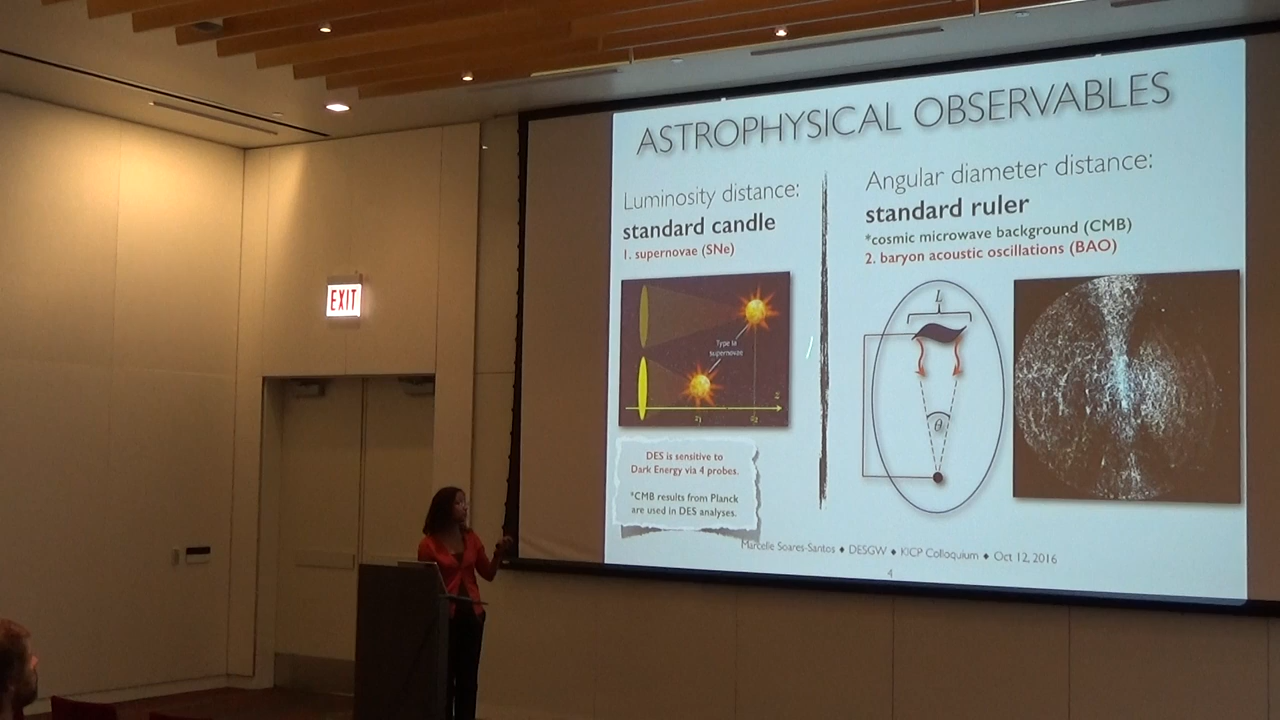 ASTROPHYSICAL OBSERVABLES
Luminosity distance:
standard candle
1. supernovae (SNe)
Type Ia
supernovae
z
z1
z2
DES is sensitive to
Dark Energy via 4 probes.
*CMB results from Planck
are used in DES analyses.
Angular diameter distance:
standard ruler
*cosmic microwave background (CMB)
2. baryon acoustic oscillations (BAO)
L
θ
Marcelle Soares-Santos ♦ DESGW ♦ KICP Colloquium ♦ Oct 12, 2016
4
EXIT